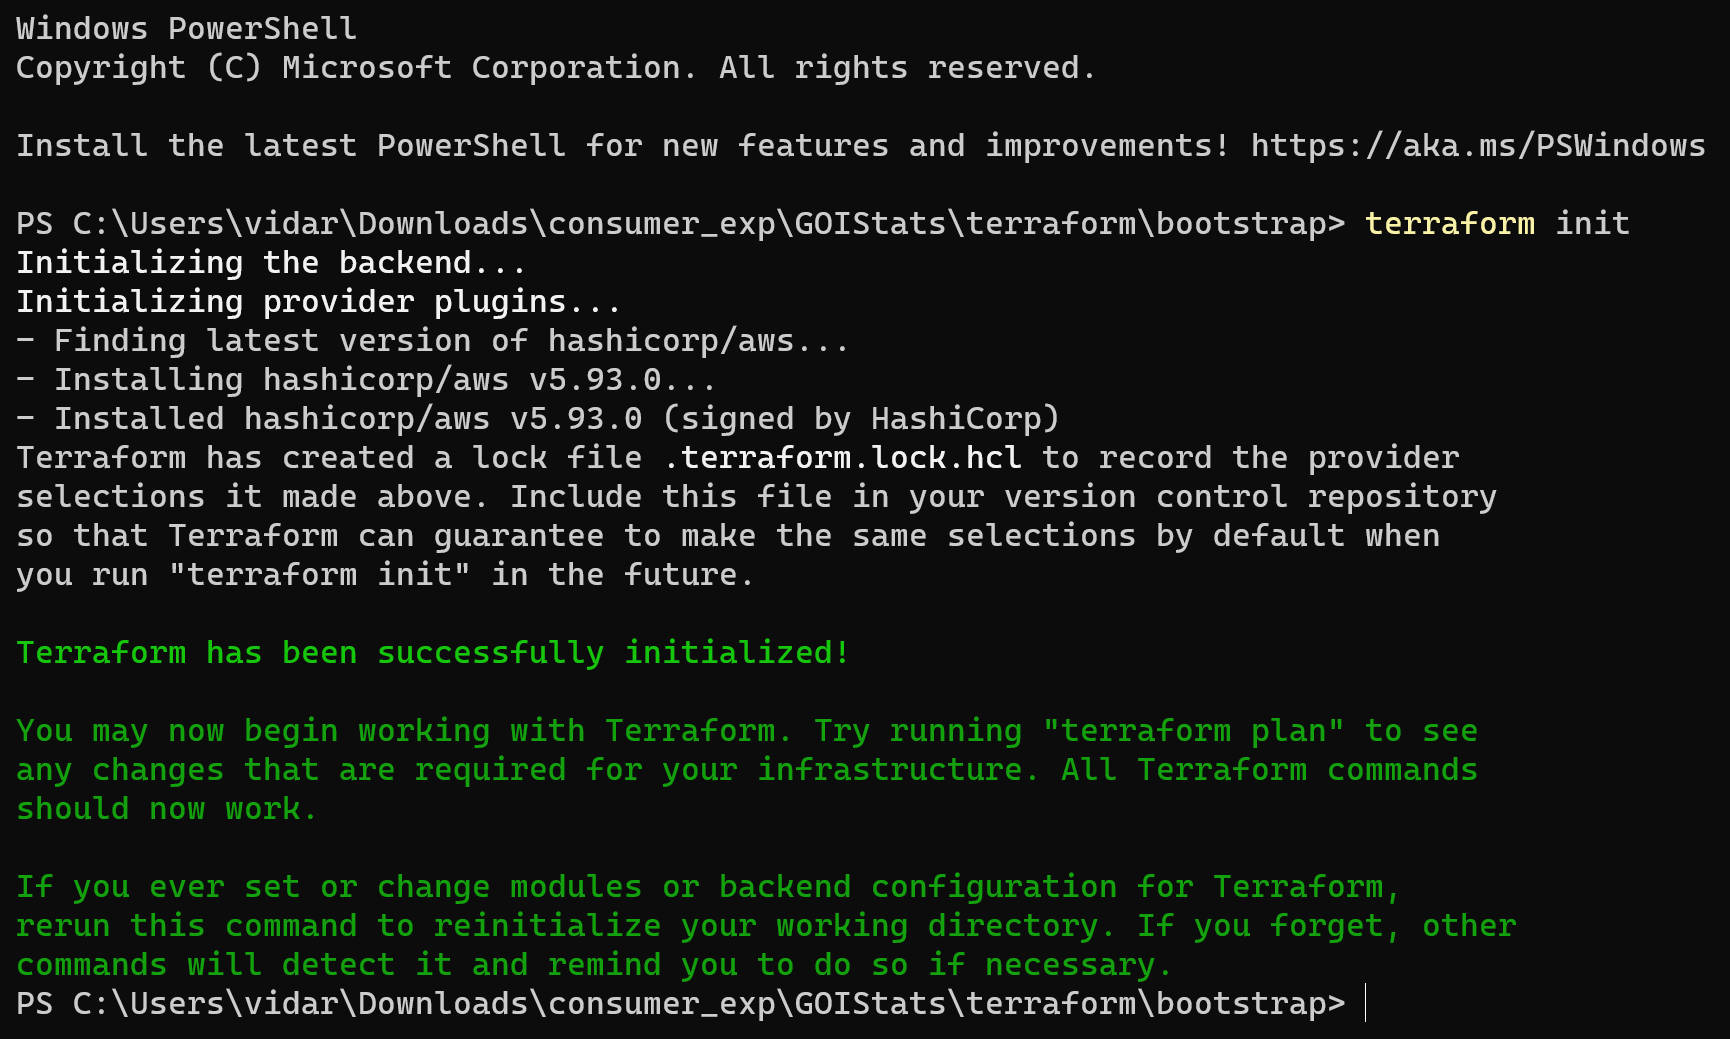 Windows PowerShell
Copyright (C) Microsoft Corporation. All rights reserved.
Install the latest PowerShell for new features and improvements! https://aka.ms/PSWindows
PS C:\Users\vidar\Downloads\consumer_exp\GOIStats\terraform\bootstrap> terraform init
Initializing the backend...
Initializing provider plugins...
- Finding latest version of hashicorp/aws...
- Installing hashicorp/aws v5.93.0...
- Installed hashicorp/aws v5.93.0 (signed by HashiCorp)
Terraform has created a lock file .terraform.lock.hcl to record the provider
selections it made above. Include this file in your version control repository
so that Terraform can guarantee to make the same selections by default when
you run "terraform init" in the future.
Terraform has been successfully initialized!
You may now begin working with Terraform. Try running "terraform plan" to see
any changes that are required for your infrastructure. All Terraform commands
should now work.
If you ever set or change modules or backend configuration for Terraform,
rerun this command to reinitialize your working directory. If you forget, other
commands will detect it and remind you to do so if necessary.
PS C:\Users\vidar\Downloads\consumer_exp\GOIStats\terraform\bootstrap>